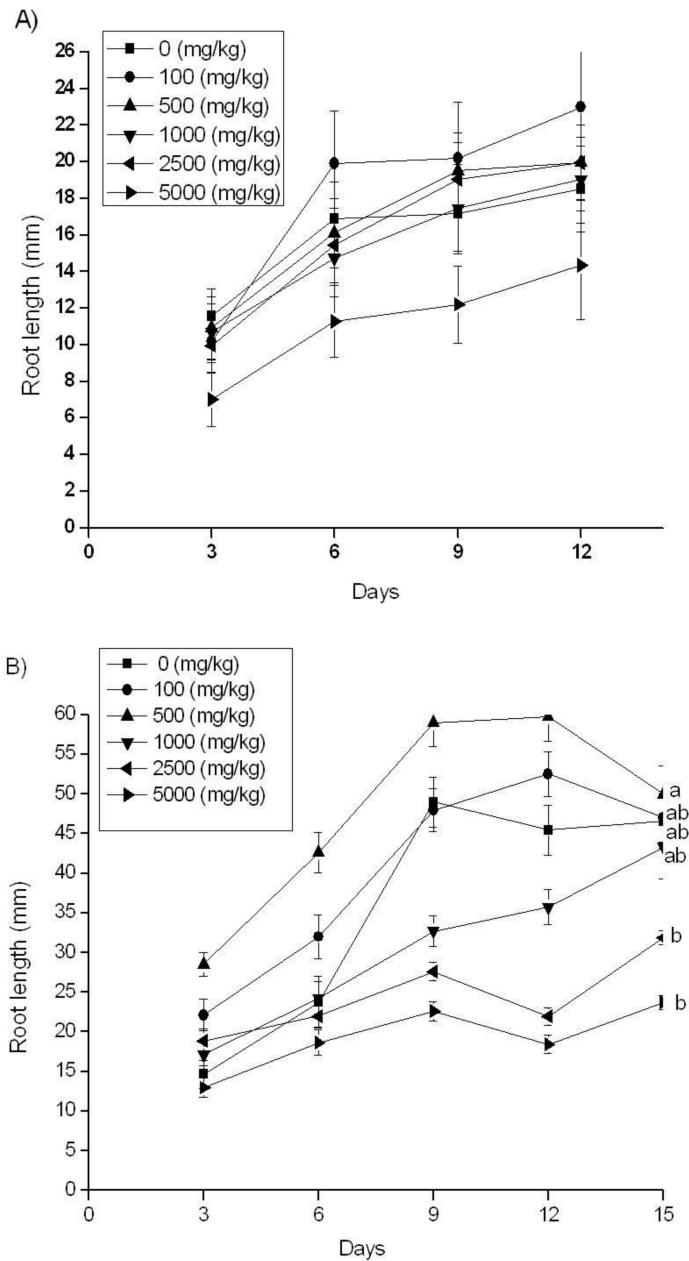 A)
0 (mg/kg)
100 (mg/kg)
500 (mg/kg)
1000 (mg/kg)
2500 (mg/kg)
5000 (mg/kg)
26
24
22
20
18
16
14
12
10
8
6
4
2
0
Root length (mm)
0 3 6 9 12
Days
B)
0 (mg/kg)
100 (mg/kg)
500 (mg/kg)
1000 (mg/kg)
2500 (mg/kg)
5000 (mg/kg)
60
55
50
45
40
35
30
25
20
15
10
5
0
Root length (mm)
a
ab
ab
ab
b
b
0 3 6 9 12 15
Days